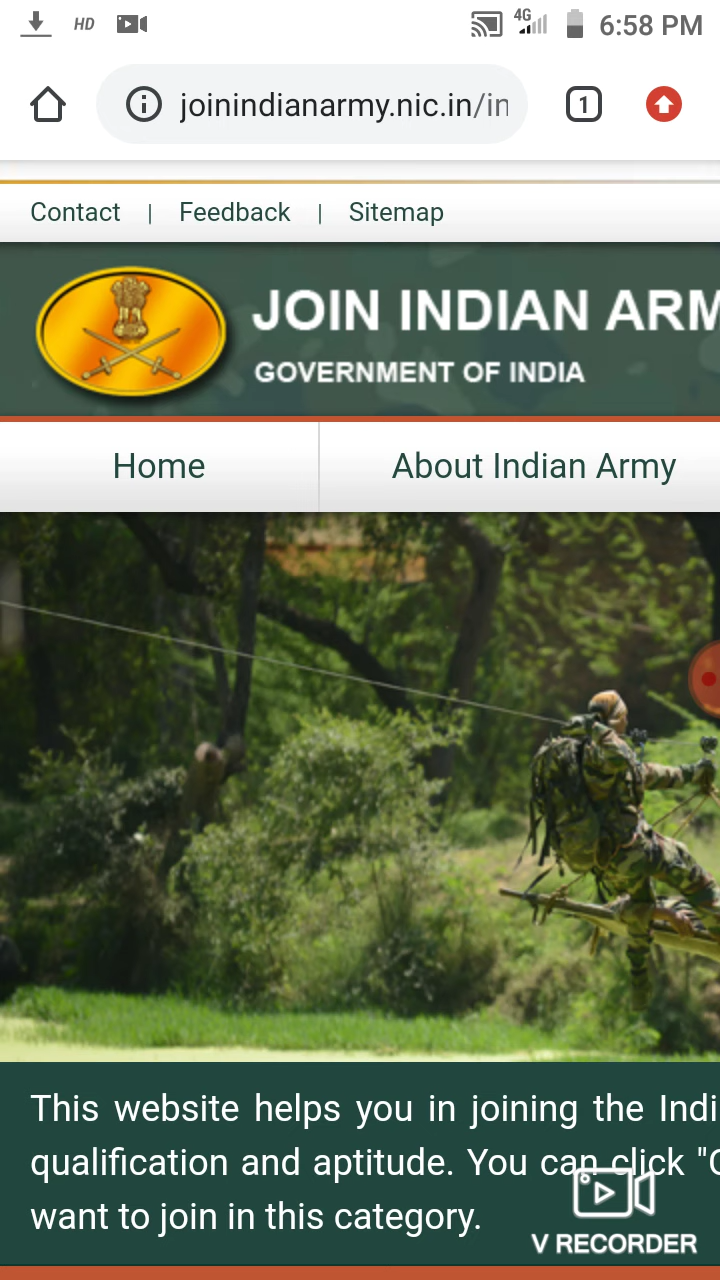 HD
4G
6:58 PM
joinindianarmy.nic.in/in
1
Contact | Feedback | Sitemap
JOIN INDIAN ARM
GOVERNMENT OF INDIA
Home
About Indian Army
This website helps you in joining the Indi
qualification and aptitude. You can click "C
want to join in this category.
V RECORDER